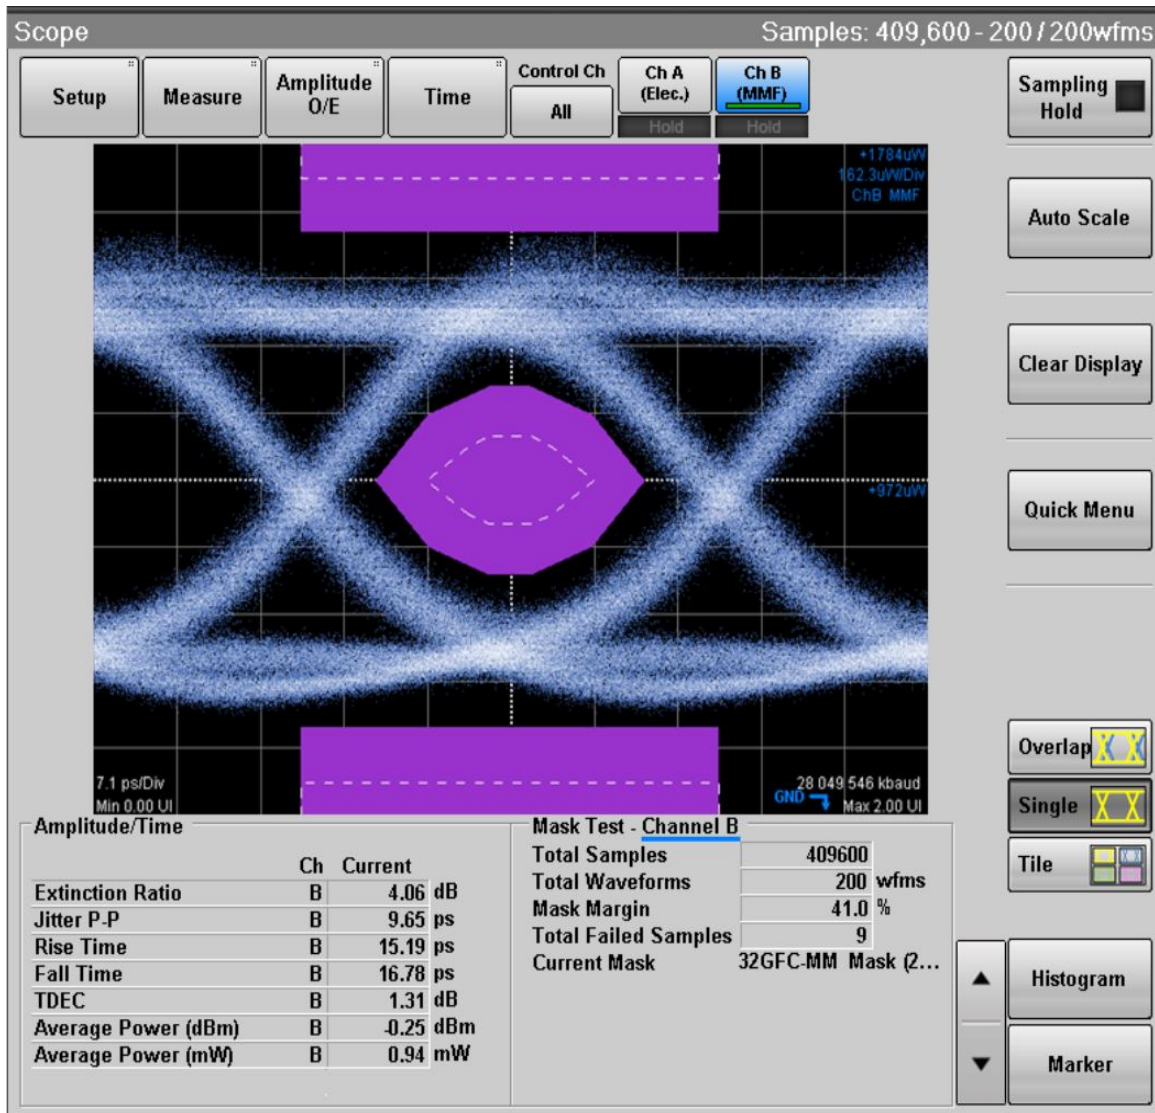 Scope
Samples: 409,600 - 200 / 200wfms
Setup
Measure
Amplitude
O/E
Time
Control Ch
All
Ch A
(Elec.)
Hold
Ch B
(MMF)
Hold
Sampling
Hold
+1784uW
162.3uW/Div
ChB MMF
Auto Scale
Clear Display
+972uW
Quick Menu
7.1 ps/Div
Min 0.00 UI
28 049 546 kbaud
GND
Max 2.00 UI
Overlap
Single
Tile
Amplitude/Time
Ch Current
Extinction Ratio B 4.06 dB
Jitter P-P B 9.65 ps
Rise Time B 15.19 ps
Fall Time B 16.78 ps
TDEC B 1.31 dB
Average Power (dBm) B -0.25 dBm
Average Power (mW) B 0.94 mW
Mask Test - Channel B
Total Samples 409600
Total Waveforms 200 wfms
Mask Margin 41.0 %
Total Failed Samples 9
Current Mask 32GFC-MM Mask (2...
Histogram
Marker